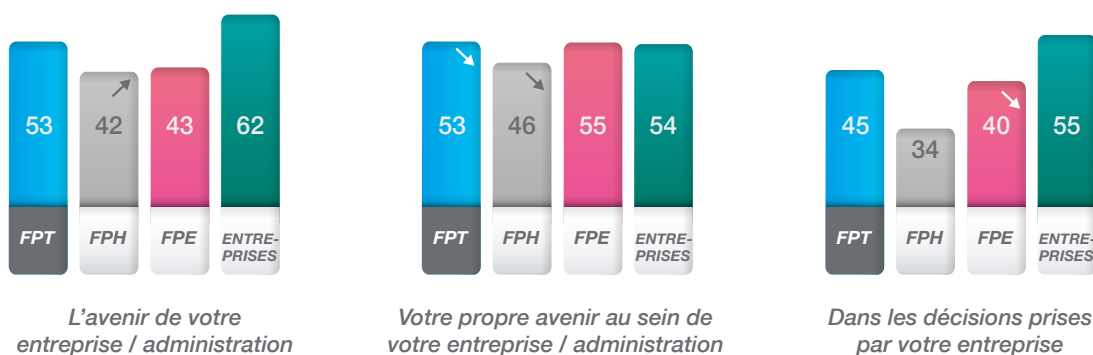 53 42 43 62
FPT FPH FPE ENTRE-
PRISES
L'avenir de votre
entreprise / administration
53 46 55 54
FPT FPH FPE ENTRE-
PRISES
Votre propre avenir au sein de
votre entreprise / administration
45 34 40 55
FPT FPH FPE ENTRE-
PRISES
Dans les décisions prises
par votre entreprise